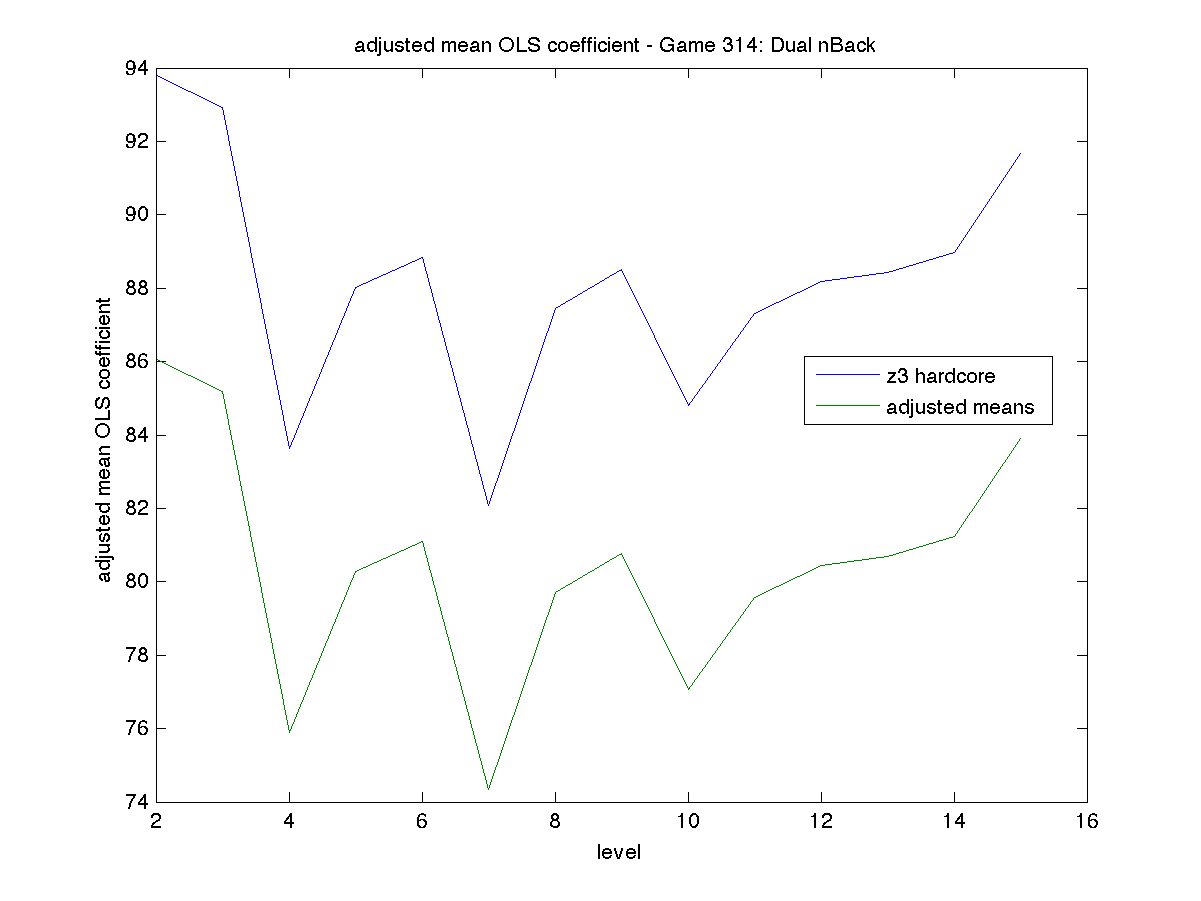 adjusted mean OLS coefficient - Game 314: Dual nBack
94
92
90
88
86
84
82
80
78
76
74
adjusted mean OLS coefficient
z3 hardcore
adjusted means
2 4 6 8 10 12 14 16
level